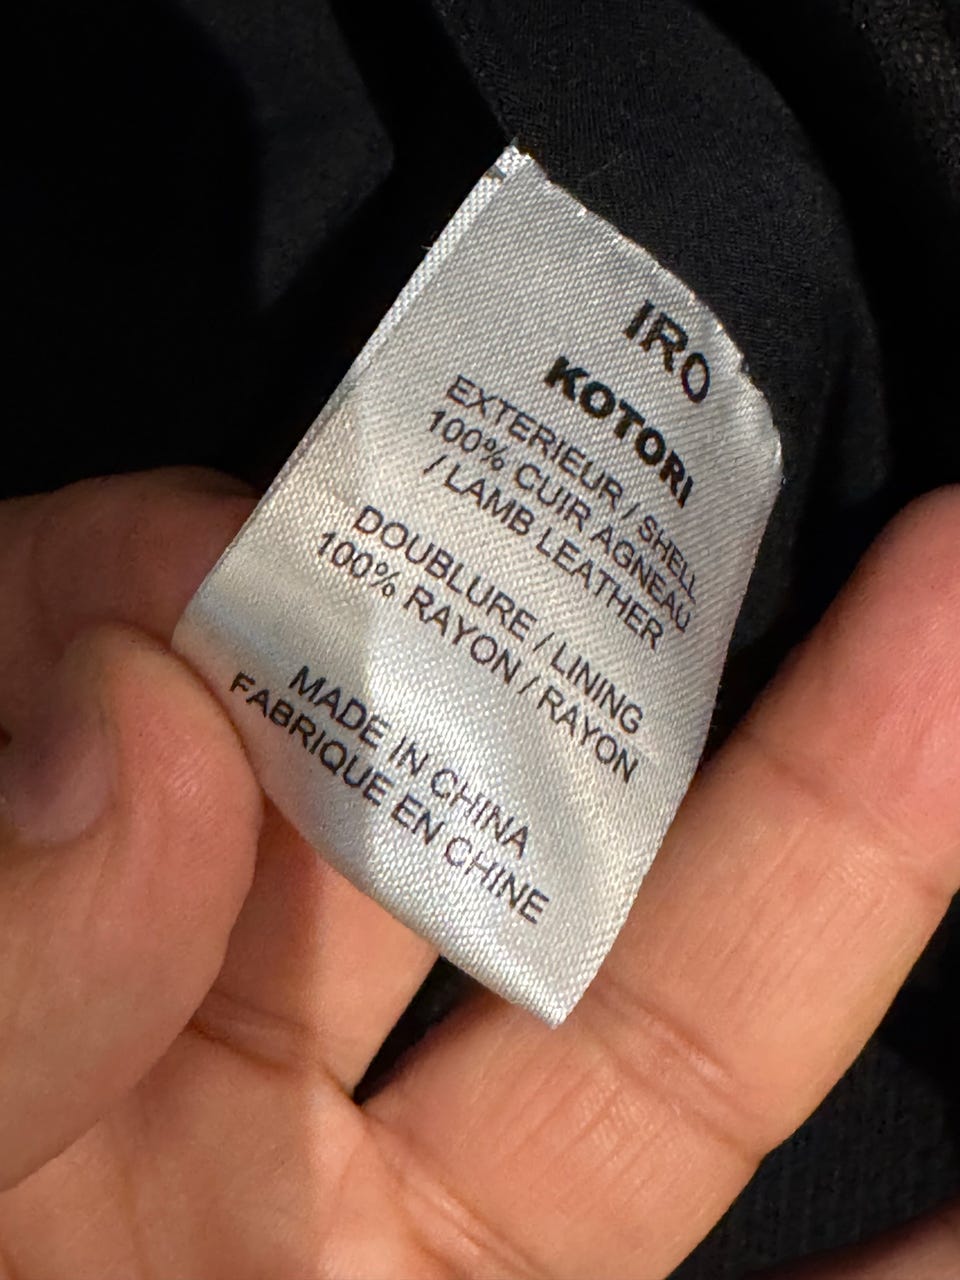 IRO
KOTORI
EXTERIEUR / SHELL
100% CUIR AGNEAU
/ LAMB LEATHER
DOUBLURE / LINING
100% RAYON / RAYON
MADE IN CHINA
FABRIQUE EN CHINE